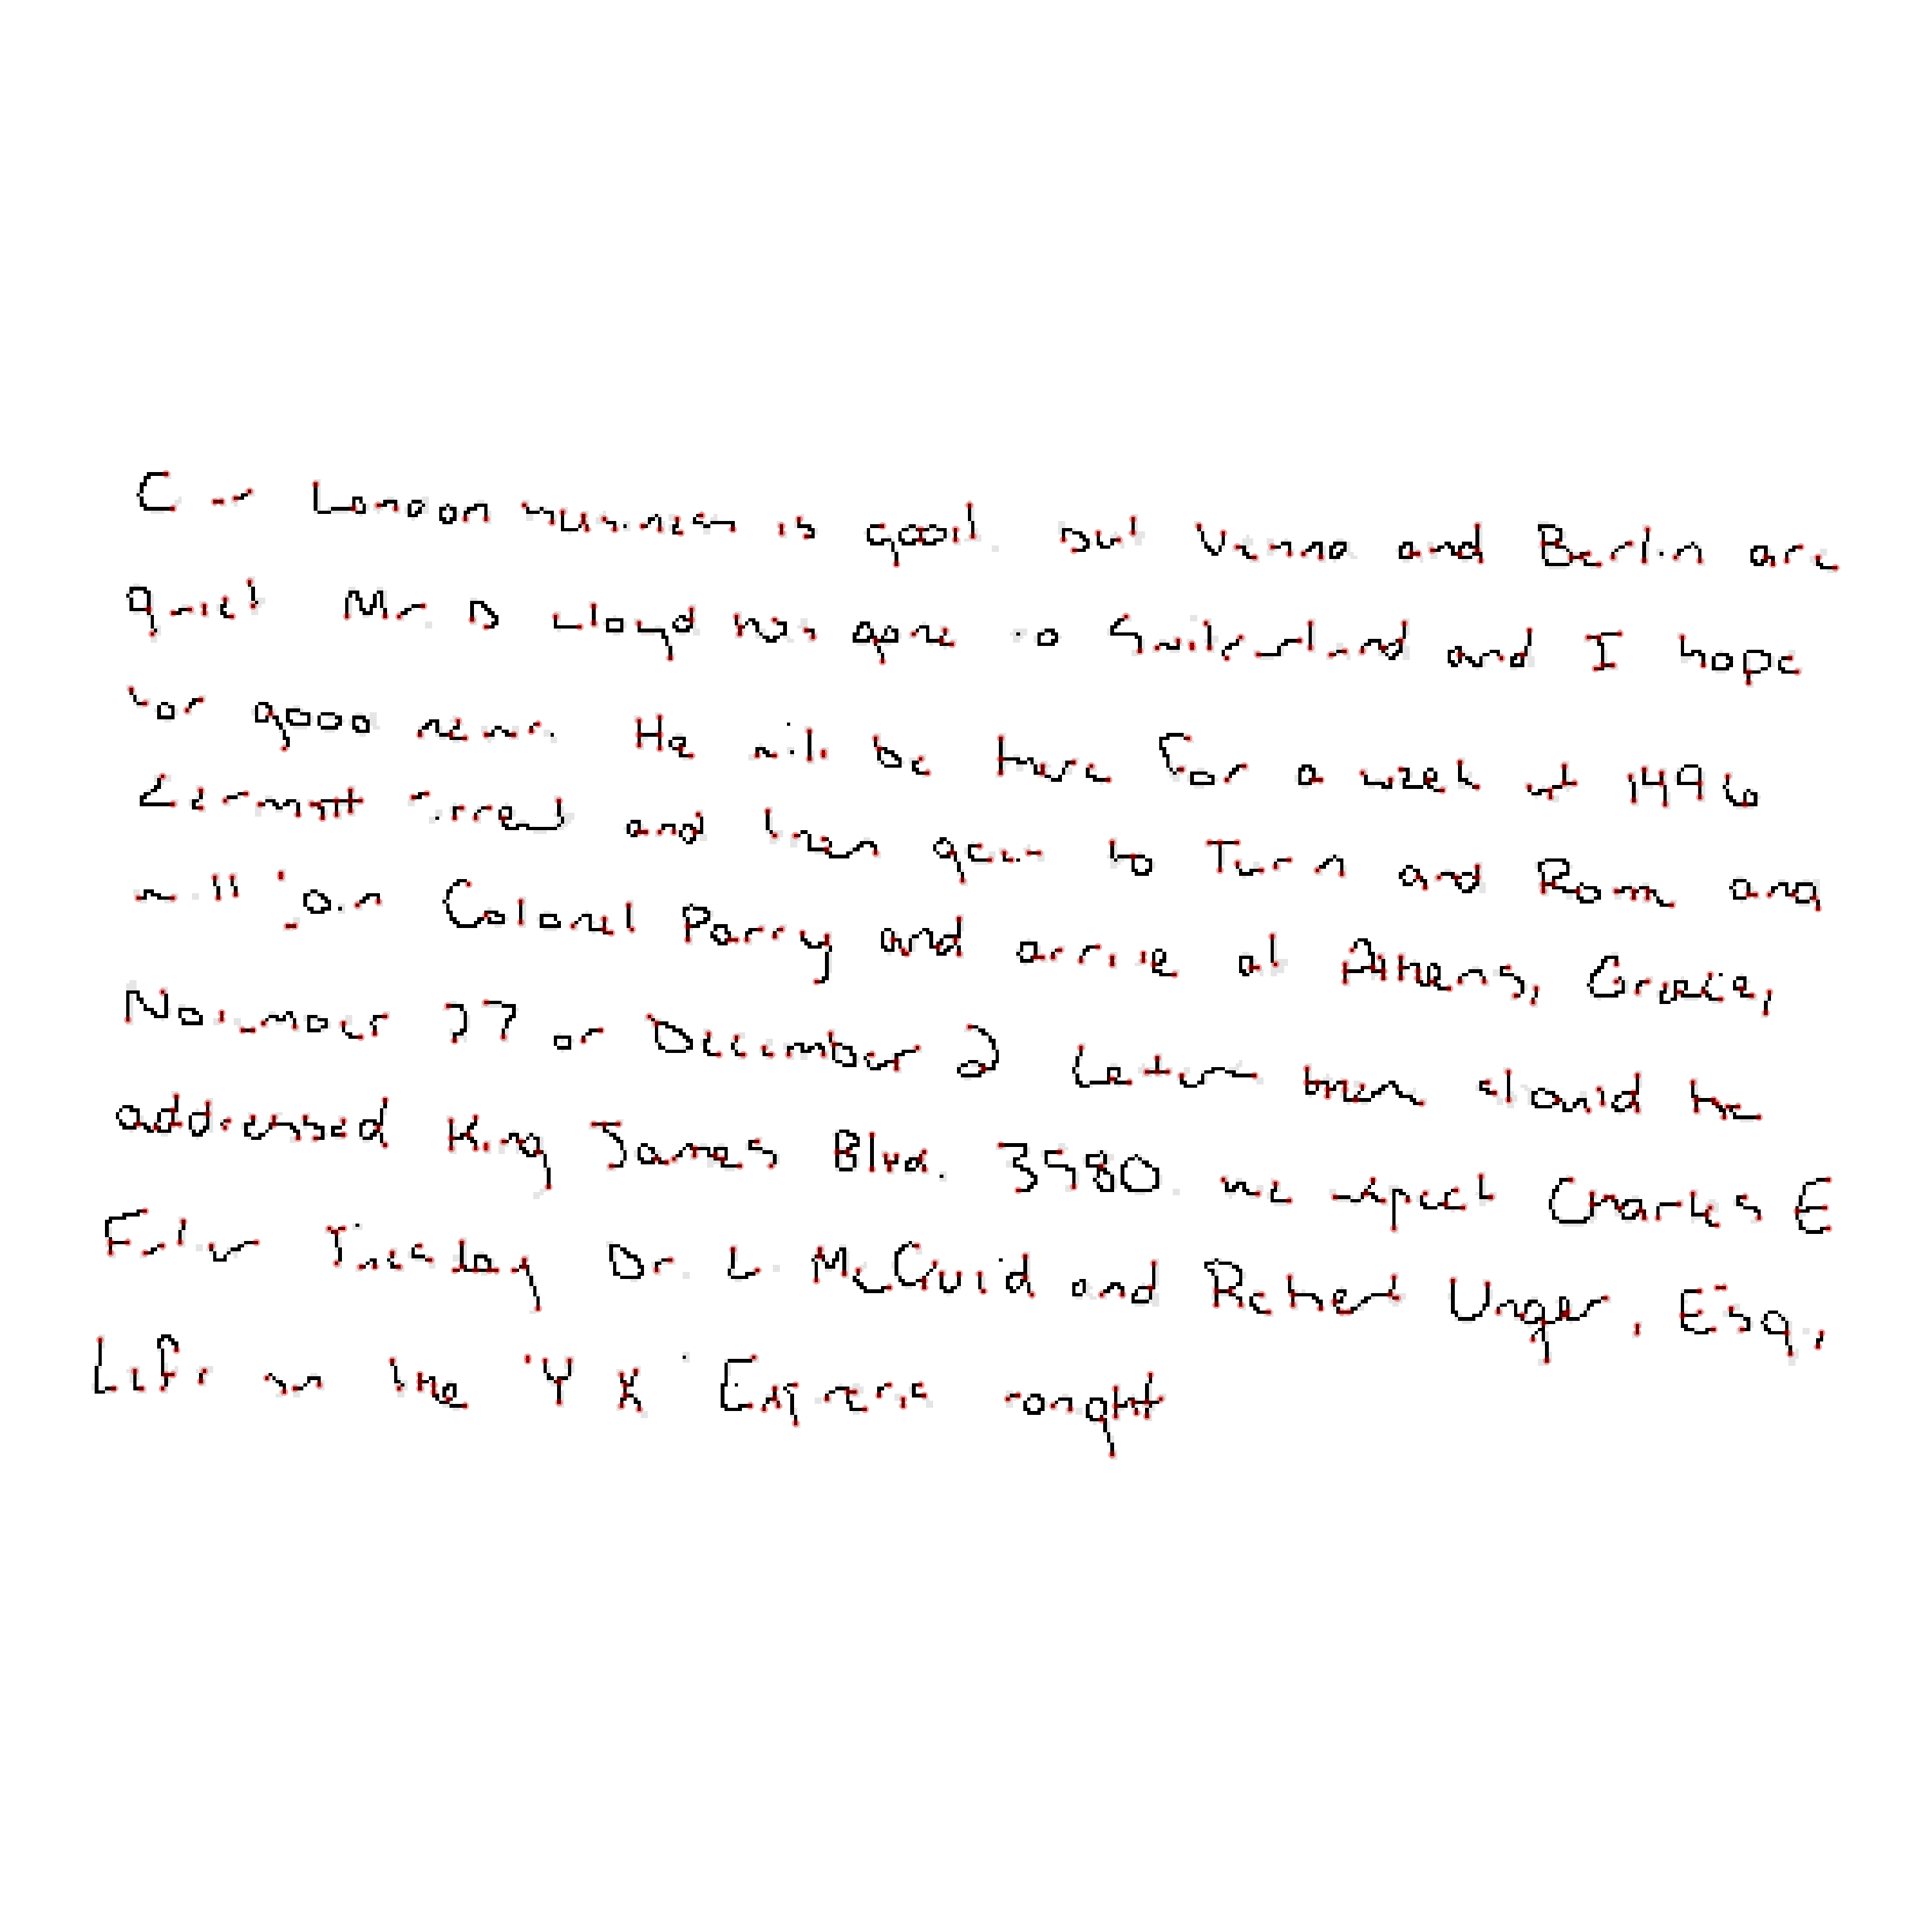 Our London business is good, but Vienna and Berlin are
quiet. Mr. D. Lloyd has gone to Switzerland and I hope
for good news. He will be there for a week at 1496
Zermott Street and then goes to Turin and Rome and
will join Colonel Parry and arrive at Athens, Greece,
November 27 or December 2. Letters there should be
addressed King James Blvd. 3580. We expect Charles E.
Fuller Tuesday. Dr. L. McQuaid and Robert Unger, Esq.,
Left on the "Y.X." Express tonight.